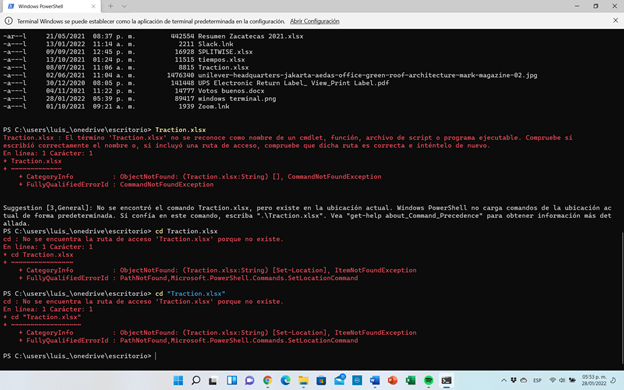 Windows PowerShell
Terminal Windows se puede establecer como la aplicación de terminal predeterminada en la configuración. Abrir Configuración
-ar---l 21/05/2021 08:37 p. m. 442554 Resumen Zacatecas 2021.xlsx
-a----l 13/01/2022 11:14 a. m. 2211 Slack.lnk
-a----l 09/09/2021 12:45 p. m. 16928 SPLITWISE.xlsx
-a----l 13/10/2021 01:24 p. m. 11515 tiempos.xlsx
-a----l 08/07/2021 11:06 a. m. 8815 Traction.xlsx
-a----l 02/06/2021 11:04 a. m. 1476340 unilever-headquarters-jakarta-aedas-office-green-roof-architecture-mark-magazine-02.jpg
-a----l 30/12/2020 08:05 p. m. 141448 UPS Electronic Return Label_ View_Print Label.pdf
-a----l 04/11/2021 11:22 p. m. 14777 Votos buenos.docx
-a----l 28/01/2022 05:39 p. m. 89417 windows terminal.png
-a----l 01/10/2021 09:21 a. m. 1939 Zoom.lnk
PS C:\users\luis_\onedrive\escritorio> Traction.xlsx
Traction.xlsx : El término 'Traction.xlsx' no se reconoce como nombre de un cmdlet, función, archivo de script o programa ejecutable. Compruebe si
escribió correctamente el nombre o, si incluyó una ruta de acceso, compruebe que dicha ruta es correcta e inténtelo de nuevo.
En línea: 1 Carácter: 1
+ Traction.xlsx
+ ~~~~~~~~~~~~~
+ CategoryInfo : ObjectNotFound: (Traction.xlsx:String) [], CommandNotFoundException
+ FullyQualifiedErrorId : CommandNotFoundException
Suggestion [3,General]: No se encontró el comando Traction.xlsx, pero existe en la ubicación actual. Windows PowerShell no carga comandos de la ubicación ac
tual de forma predeterminada. Si confía en este comando, escriba ".\Traction.xlsx". Vea "get-help about_Command_Precedence" para obtener información más det
allada.
PS C:\users\luis_\onedrive\escritorio> cd Traction.xlsx
cd : No se encuentra la ruta de acceso 'Traction.xlsx' porque no existe.
En línea: 1 Carácter: 1
+ cd Traction.xlsx
+ ~~~~~~~~~~~~~~~~
+ CategoryInfo : ObjectNotFound: (Traction.xlsx:String) [Set-Location], ItemNotFoundException
+ FullyQualifiedErrorId : PathNotFound,Microsoft.PowerShell.Commands.SetLocationCommand
PS C:\users\luis_\onedrive\escritorio> cd "Traction.xlsx"
cd : No se encuentra la ruta de acceso 'Traction.xlsx' porque no existe.
En línea: 1 Carácter: 1
+ cd "Traction.xlsx"
+ ~~~~~~~~~~~~~~~~~~
+ CategoryInfo : ObjectNotFound: (Traction.xlsx:String) [Set-Location], ItemNotFoundException
+ FullyQualifiedErrorId : PathNotFound,Microsoft.PowerShell.Commands.SetLocationCommand
PS C:\users\luis_\onedrive\escritorio>
ESP
05:53 p. m.
28/01/2022